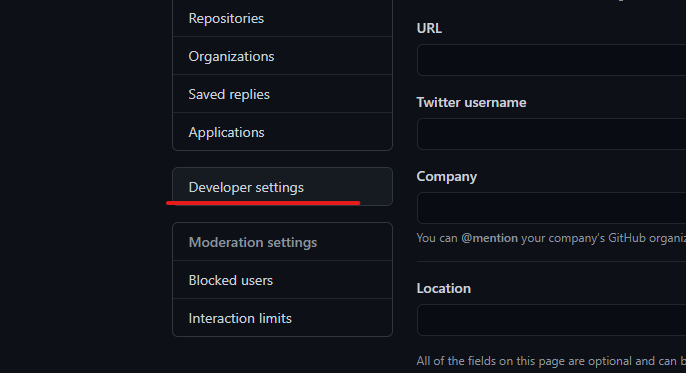 Repositories
Organizations
Saved replies
Applications
Developer settings
Moderation settings
Blocked users
Interaction limits
URL
Twitter username
Company
You can @mention your company's GitHub
Location
All of the fields on this page are optional and can